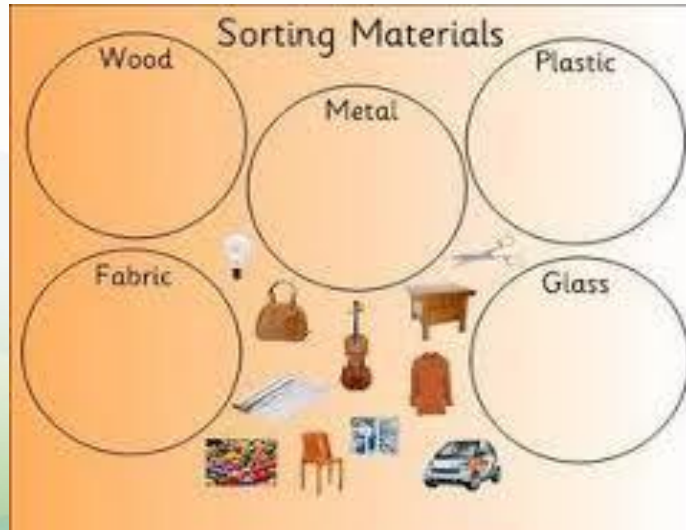 Sorting Materials
Wood
Metal
Plastic
Fabric
Glass